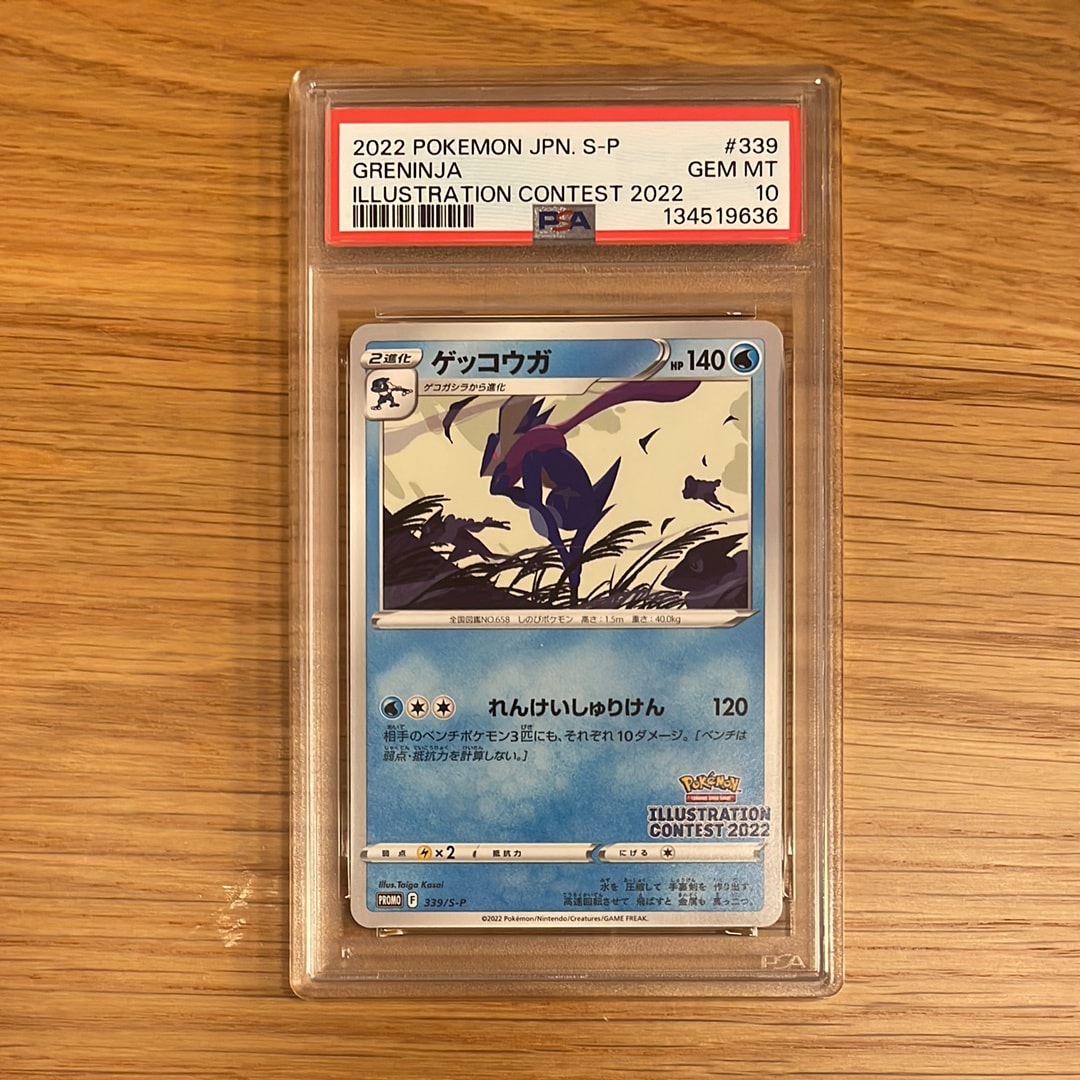 2022 POKEMON JPN. S-P #339
GRENINJA GEM MT
ILLUSTRATION CONTEST 2022 10
134519636
PSA
2進化 ゲッコウガ HP 140
ゲコガシラから進化
全国図鑑NO.658 しのびポケモン 高さ:1.5m 重さ:40.0kg
れんけいしゅりけん 120
相手のベンチポケモン3匹にも、それぞれ10ダメージ。[ベンチは
弱点・抵抗力を計算しない。]
POKéMON
ILLUSTRATION
CONTEST 2022
弱点 ×2 抵抗力 にげる
Illus. Taiga Kasai
水を圧縮して手裏剣を作り出す。
PROMO F 339/S-P
高速回転させて飛ばすと金属も真っ二つ。
©2022 Pokémon/Nintendo/Creatures/GAME FREAK.
PSA